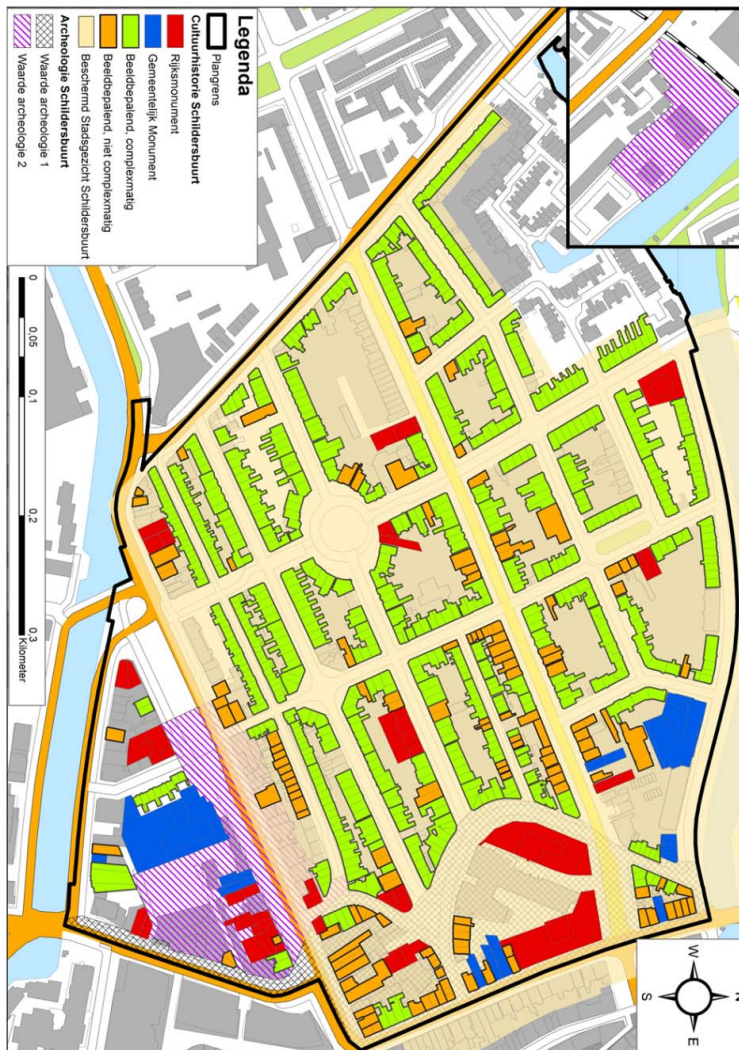 Legenda
Plangrens
Cultuurhistorie Schildersbuurt
Rijksmonument
Gemeentelijk Monument
Beeldbepalend, complexmatig
Beeldbepalend, niet complexmatig
Beschermd Stadsgezicht Schildersbuurt
Archeologie Schildersbuurt
Waarde archeologie 1
Waarde archeologie 2
0 0,05 0,1 0,2 0,3
Kilometer
N
W
E
S